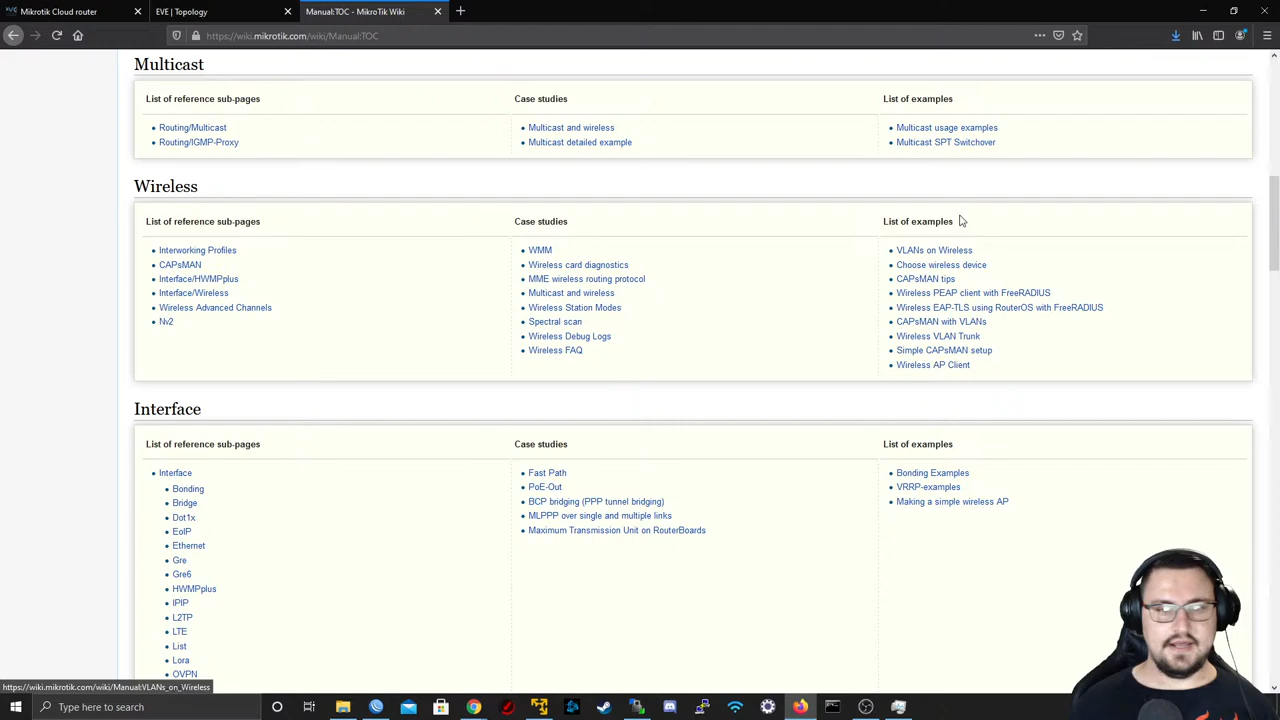 Mikrotik Cloud router
EVE | Topology
Manual:TOC - MikroTik Wiki
https://wiki.mikrotik.com/wiki/Manual:TOC
Multicast
List of reference sub-pages
Case studies
List of examples
Routing/Multicast
Multicast and wireless
Multicast usage examples
Routing/IGMP-Proxy
Multicast detailed example
Multicast SPT Switchover
Wireless
List of reference sub-pages
Case studies
List of examples
Interworking Profiles
CAPsMAN
Interface/HWMPplus
Interface/Wireless
Wireless Advanced Channels
Nv2
WMM
Wireless card diagnostics
MME wireless routing protocol
Multicast and wireless
Wireless Station Modes
Spectral scan
Wireless Debug Logs
Wireless FAQ
VLANs on Wireless
Choose wireless device
CAPsMAN tips
Wireless PEAP client with FreeRADIUS
Wireless EAP-TLS using RouterOS with FreeRADIUS
CAPsMAN with VLANs
Wireless VLAN Trunk
Simple CAPsMAN setup
Wireless AP Client
Interface
List of reference sub-pages
Case studies
List of examples
Interface
Bonding
Bridge
Dot1x
EoIP
Ethernet
Gre
Gre6
HWMPplus
IPIP
L2TP
LTE
List
Lora
OVPN
Fast Path
PoE-Out
BCP bridging (PPP tunnel bridging)
MLPPP over single and multiple links
Maximum Transmission Unit on RouterBoards
Bonding Examples
VRRP-examples
Making a simple wireless AP
https://wiki.mikrotik.com/wiki/Manual:VLANs_on_Wireless
Type here to search